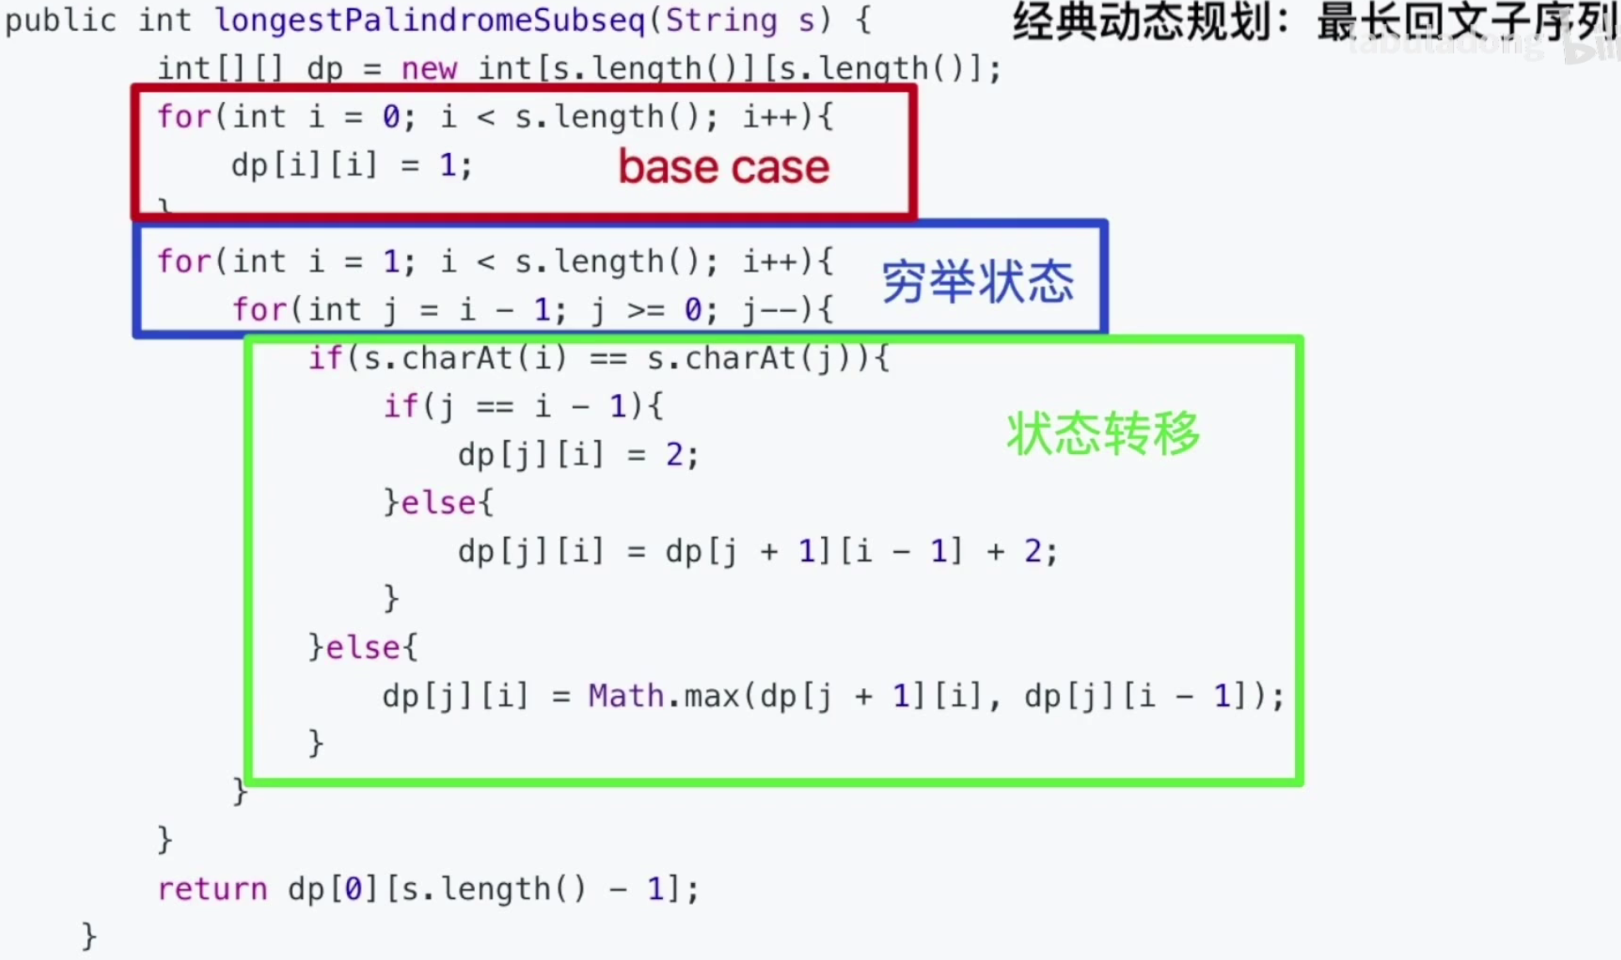 public int longestPalindromeSubseq(String s) {
经典动态规划：最长回文子序列
labuladong
int[][] dp = new int[s.length()][s.length()];
for(int i = 0; i < s.length(); i++){
dp[i][i] = 1;
base case
}
for(int i = 1; i < s.length(); i++){
穷举状态
for(int j = i - 1; j >= 0; j--){
if(s.charAt(i) == s.charAt(j)){
if(j == i - 1){
状态转移
dp[j][i] = 2;
}else{
dp[j][i] = dp[j + 1][i - 1] + 2;
}
}else{
dp[j][i] = Math.max(dp[j + 1][i], dp[j][i - 1]);
}
}
}
return dp[0][s.length() - 1];
}